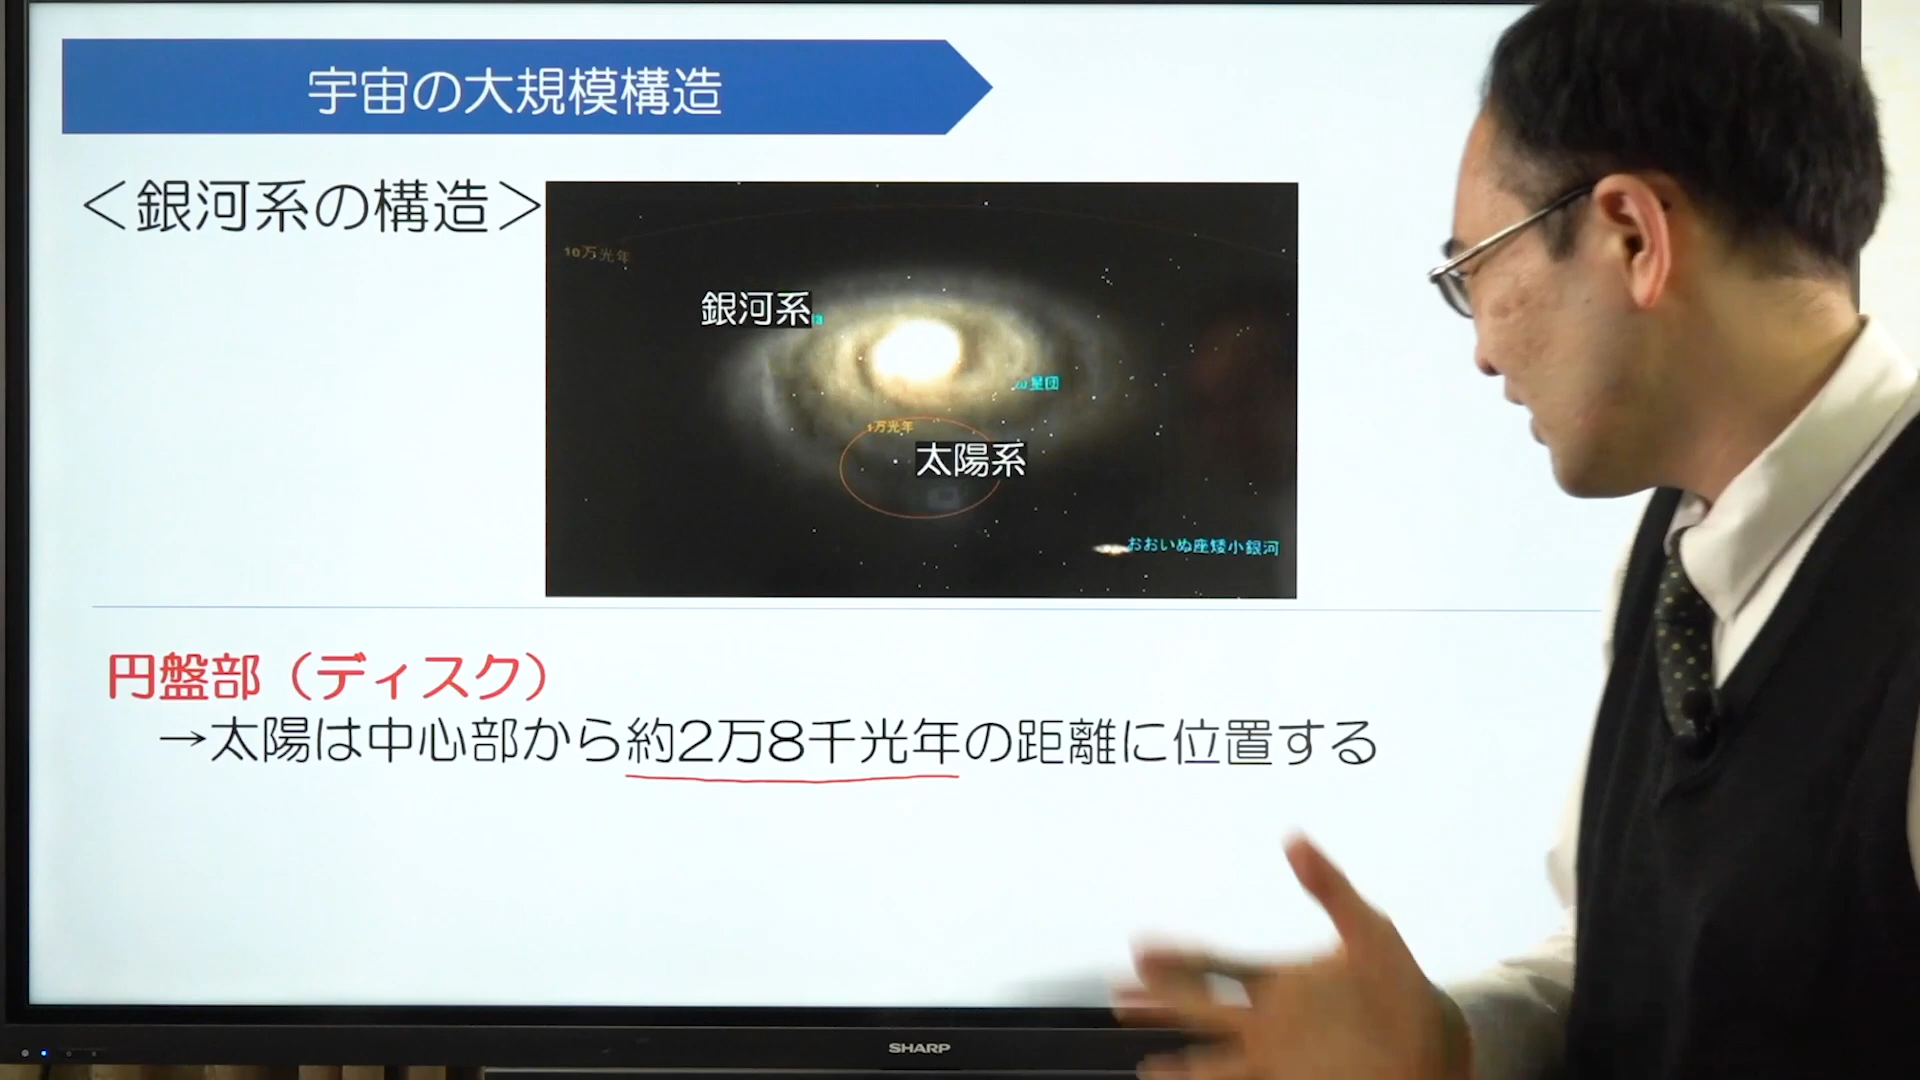 宇宙の大規模構造
＜銀河系の構造＞
10万光年
銀河系
ω星団
1万光年
太陽系
おおいぬ座矮小銀河
円盤部（ディスク）
→太陽は中心部から約2万8千光年の距離に位置する
SHARP